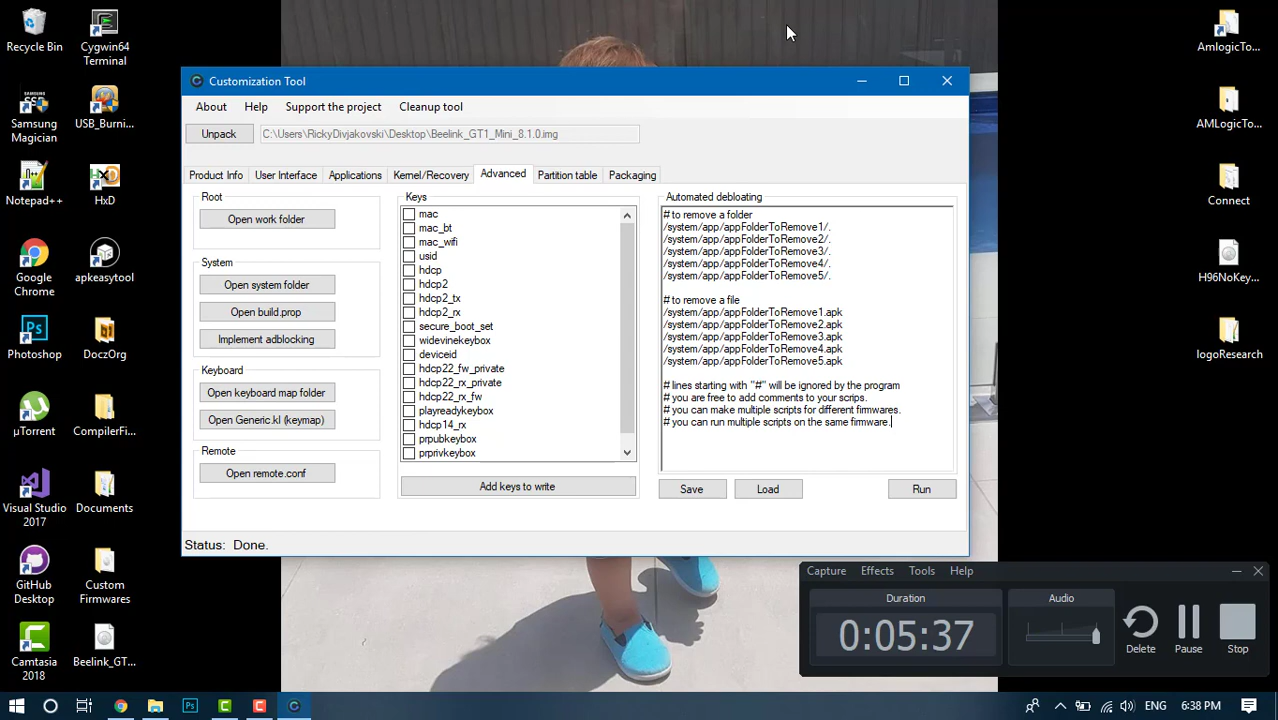 Recycle Bin
Cygwin64
Terminal
Samsung
Magician
USB_Burni...
Notepad++
HxD
Google
Chrome
apkeasytool
Photoshop
DoczOrg
µTorrent
CompilerFi...
Visual Studio
2017
Documents
GitHub
Desktop
Custom
Firmwares
Camtasia
2018
Beelink_GT...
Customization Tool
About Help Support the project Cleanup tool
Unpack C:\Users\RickyDivjakovski\Desktop\Beelink_GT1_Mini_8.1.0.img
Product Info User Interface Applications Kernel/Recovery Advanced Partition table Packaging
Root
Open work folder
System
Open system folder
Open build.prop
Implement adblocking
Keyboard
Open keyboard map folder
Open Generic.kl (keymap)
Remote
Open remote.conf
Keys
mac
mac_bt
mac_wifi
usid
hdcp
hdcp2
hdcp2_tx
hdcp2_rx
secure_boot_set
widevinekeybox
deviceid
hdcp22_fw_private
hdcp22_rx_private
hdcp22_rx_fw
playreadykeybox
hdcp14_rx
prpubkeybox
prprivkeybox
Add keys to write
Automated debloating
# to remove a folder
/system/app/appFolderToRemove1/.
/system/app/appFolderToRemove2/.
/system/app/appFolderToRemove3/.
/system/app/appFolderToRemove4/.
/system/app/appFolderToRemove5/.
# to remove a file
/system/app/appFolderToRemove1.apk
/system/app/appFolderToRemove2.apk
/system/app/appFolderToRemove3.apk
/system/app/appFolderToRemove4.apk
/system/app/appFolderToRemove5.apk
# lines starting with "#" will be ignored by the program
# you are free to add comments to your scrips.
# you can make multiple scripts for different firmwares.
# you can run multiple scripts on the same firmware.
Save Load Run
Status: Done.
AmlogicTo...
AMLogicTo...
Connect
H96NoKey...
logoResearch
Capture Effects Tools Help
Duration
0:05:37
Audio
Delete Pause Stop
ENG 6:38 PM